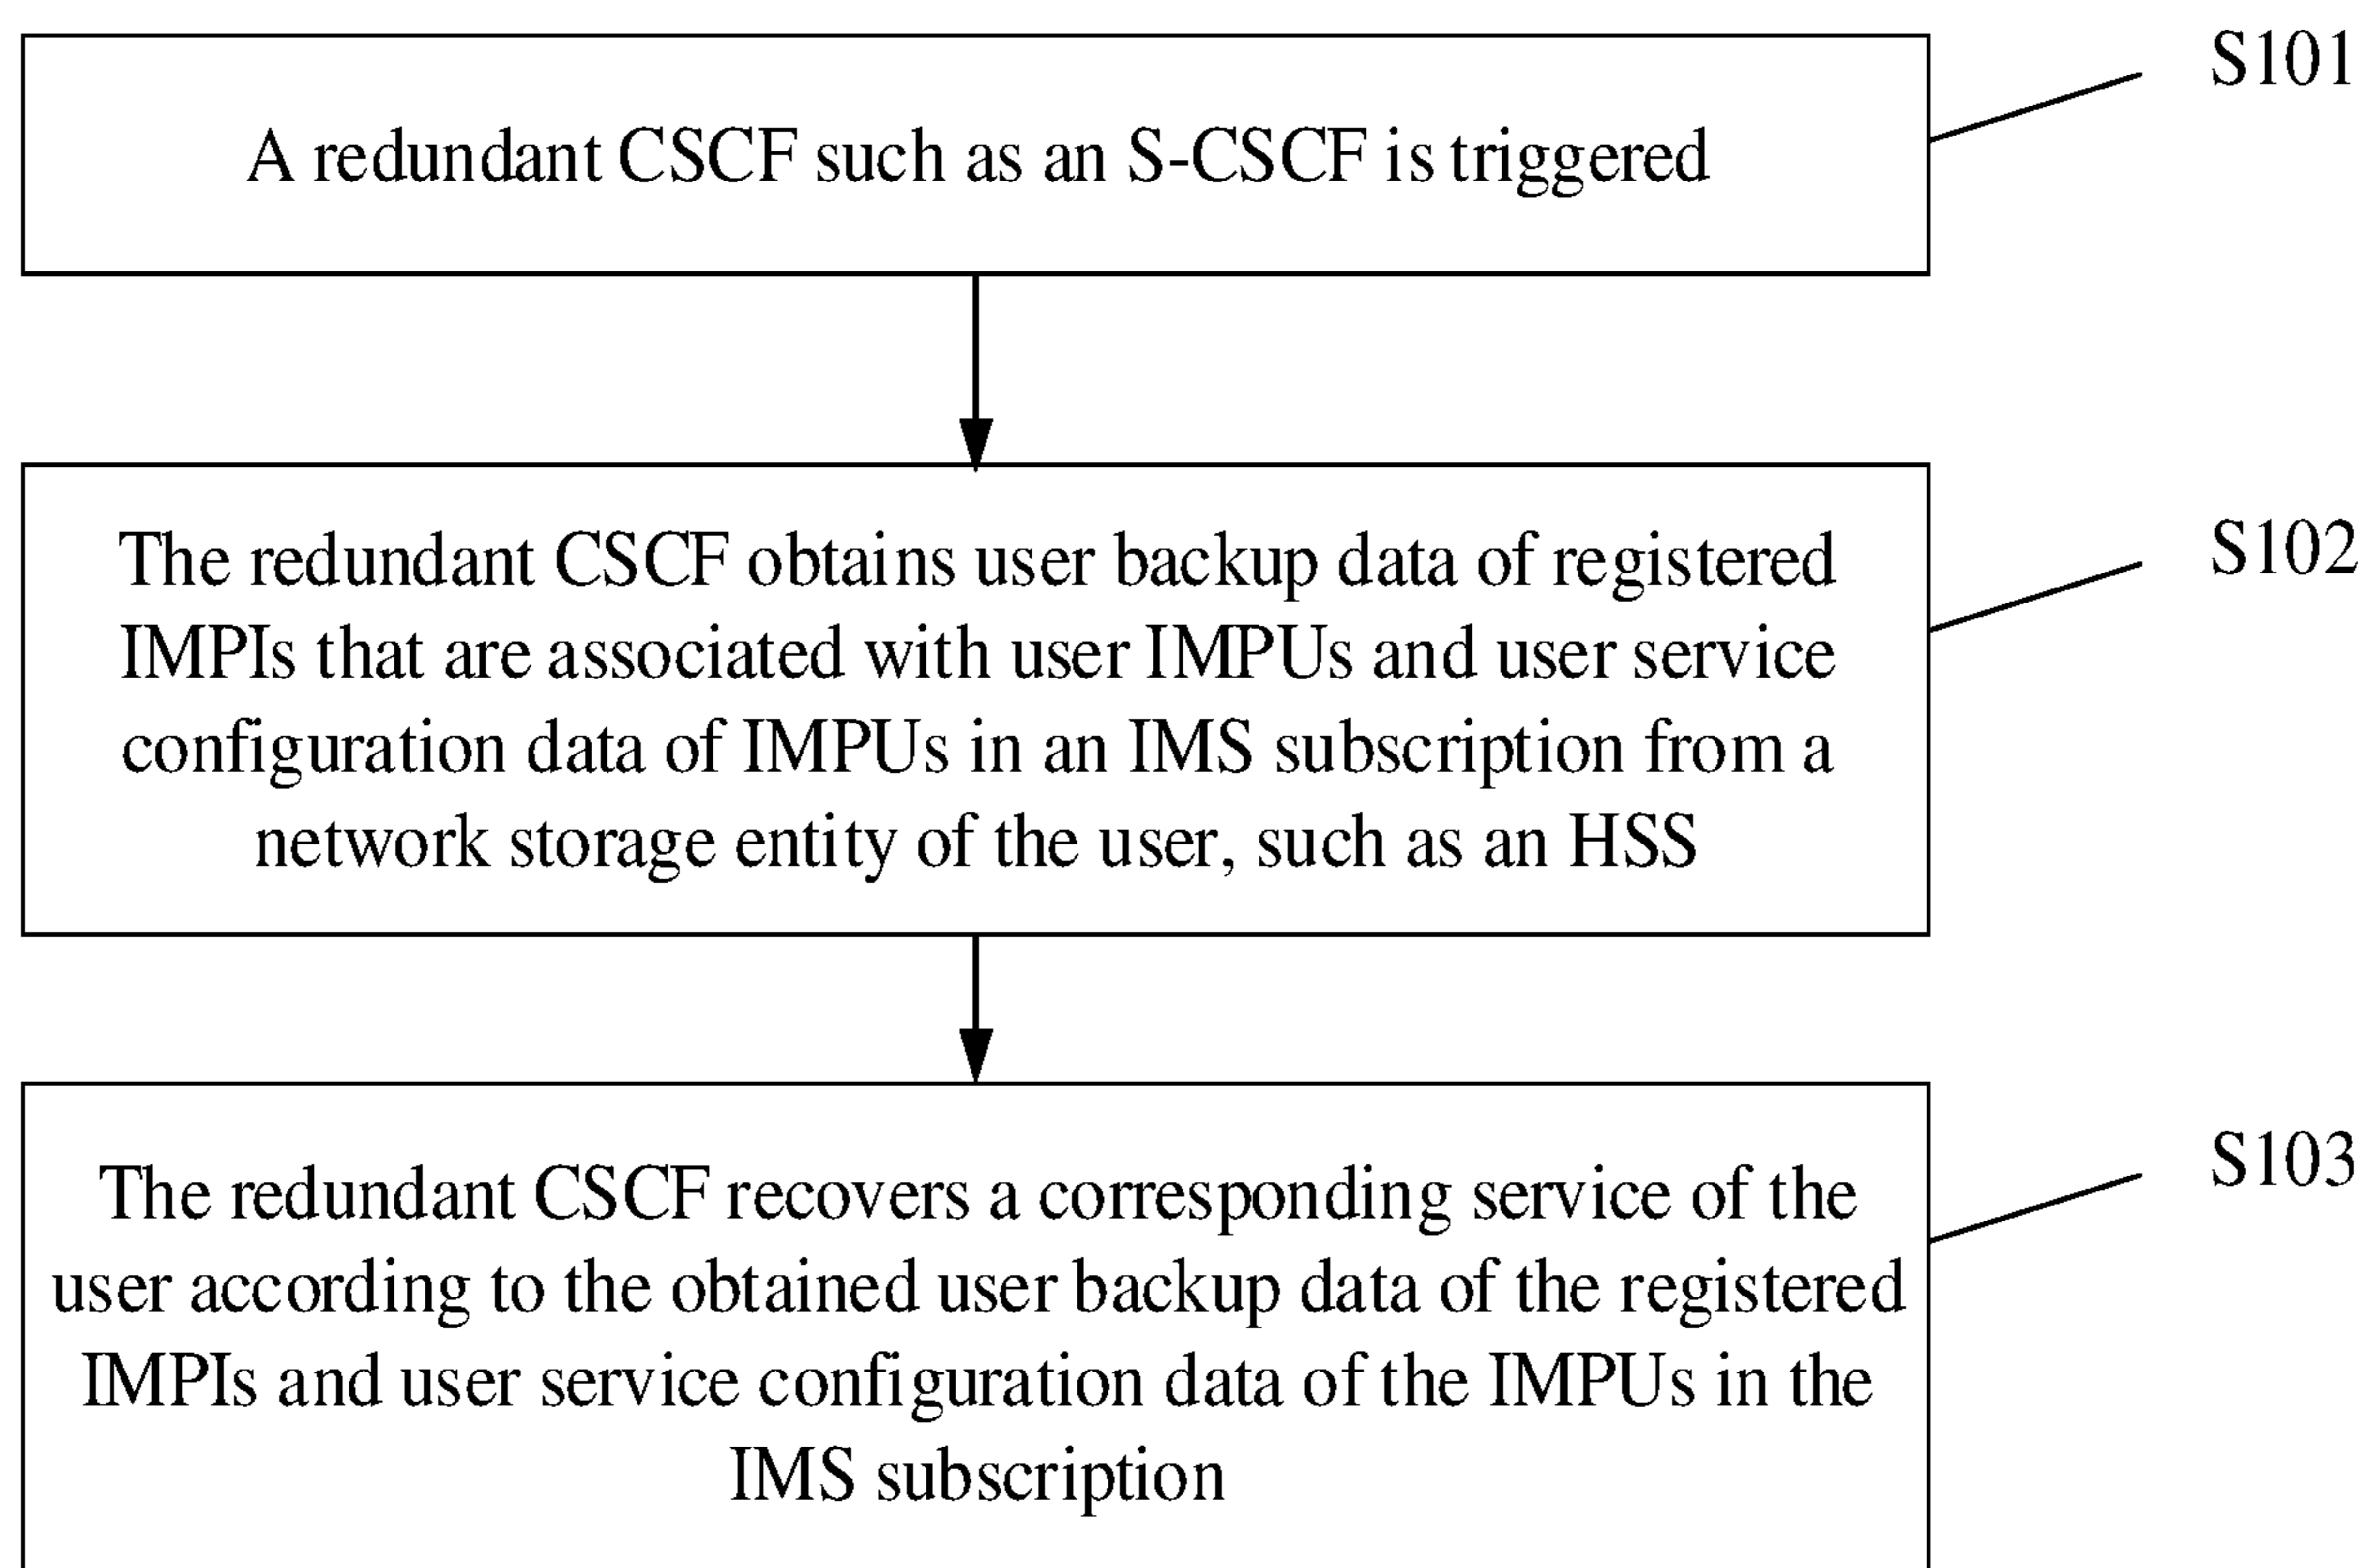 A redundant CSCF such as an S-CSCF is triggered
S101
The redundant CSCF obtains user backup data of registered
IMPIs that are associated with user IMPUs and user service
configuration data of IMPUs in an IMS subscription from a
network storage entity of the user, such as an HSS
S102
The redundant CSCF recovers a corresponding service of the
user according to the obtained user backup data of the registered
IMPIs and user service configuration data of the IMPUs in the
IMS subscription
S103